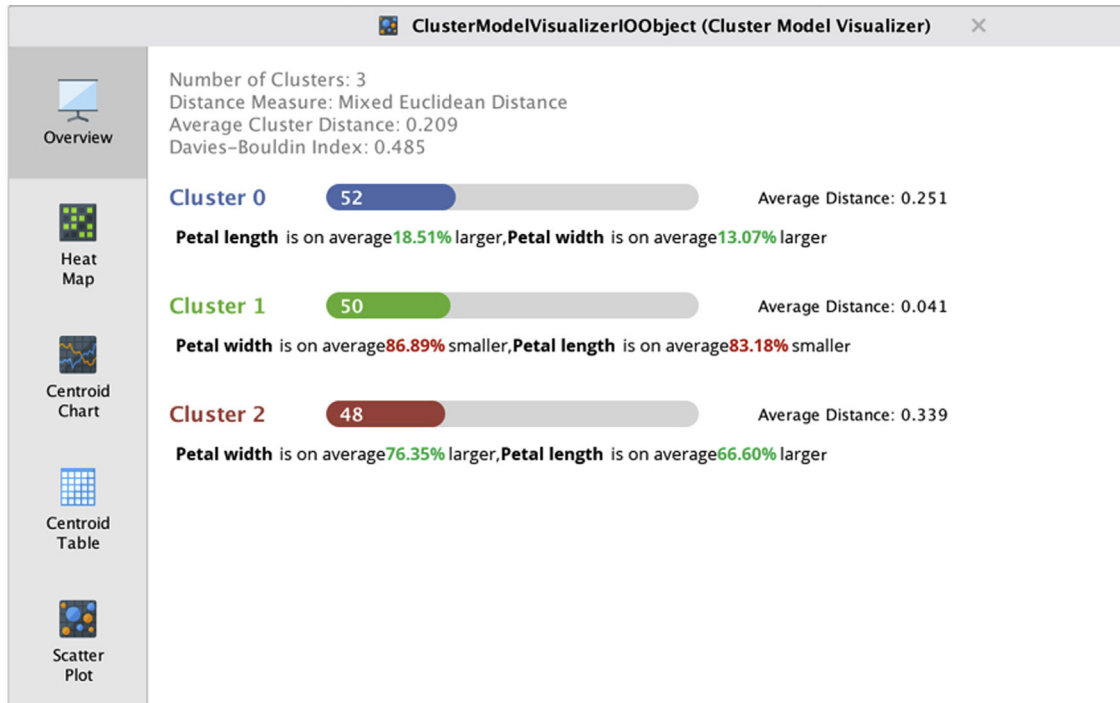 ClusterModelVisualizerIOObject (Cluster Model Visualizer)
Overview
Heat
Map
Centroid
Chart
Centroid
Table
Scatter
Plot
Number of Clusters: 3
Distance Measure: Mixed Euclidean Distance
Average Cluster Distance: 0.209
Davies-Bouldin Index: 0.485
Cluster 0 52 Average Distance: 0.251
Petal length is on average18.51% larger,Petal width is on average13.07% larger
Cluster 1 50 Average Distance: 0.041
Petal width is on average86.89% smaller,Petal length is on average83.18% smaller
Cluster 2 48 Average Distance: 0.339
Petal width is on average76.35% larger,Petal length is on average66.60% larger